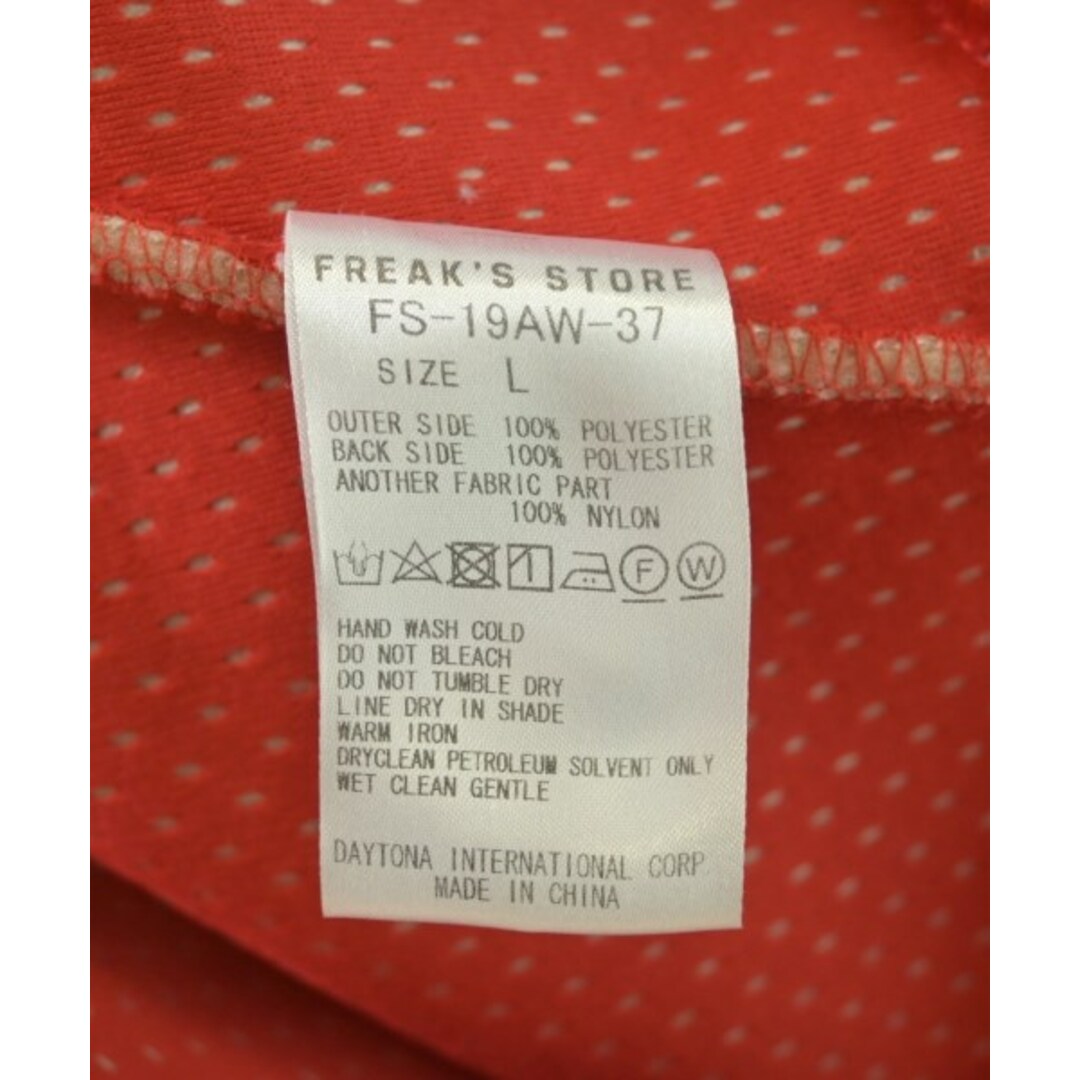 FREAK'S STORE
FS-19AW-37
SIZE L
OUTER SIDE 100% POLYESTER
BACK SIDE 100% POLYESTER
ANOTHER FABRIC PART
100% NYLON
F W
HAND WASH COLD
DO NOT BLEACH
DO NOT TUMBLE DRY
LINE DRY IN SHADE
WARM IRON
DRYCLEAN PETROLEUM SOLVENT ONLY
WET CLEAN GENTLE
DAYTONA INTERNATIONAL CORP.
MADE IN CHINA